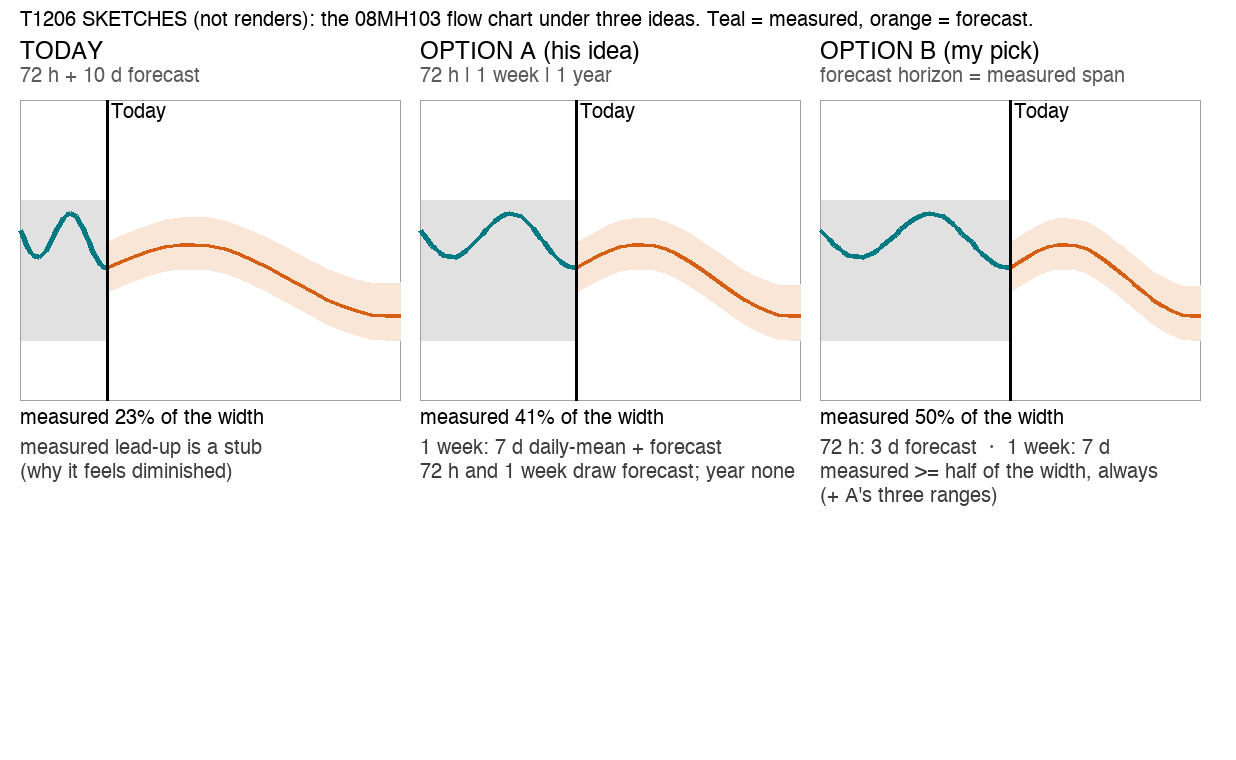 T1206 SKETCHES (not renders): the 08MH103 flow chart under three ideas. Teal = measured, orange = forecast.
TODAY
72 h + 10 d forecast
Today
measured 23% of the width
measured lead-up is a stub
(why it feels diminished)
OPTION A (his idea)
72 h | 1 week | 1 year
Today
measured 41% of the width
1 week: 7 d daily-mean + forecast
72 h and 1 week draw forecast; year none
OPTION B (my pick)
forecast horizon = measured span
Today
measured 50% of the width
72 h: 3 d forecast · 1 week: 7 d
measured >= half of the width, always
(+ A's three ranges)